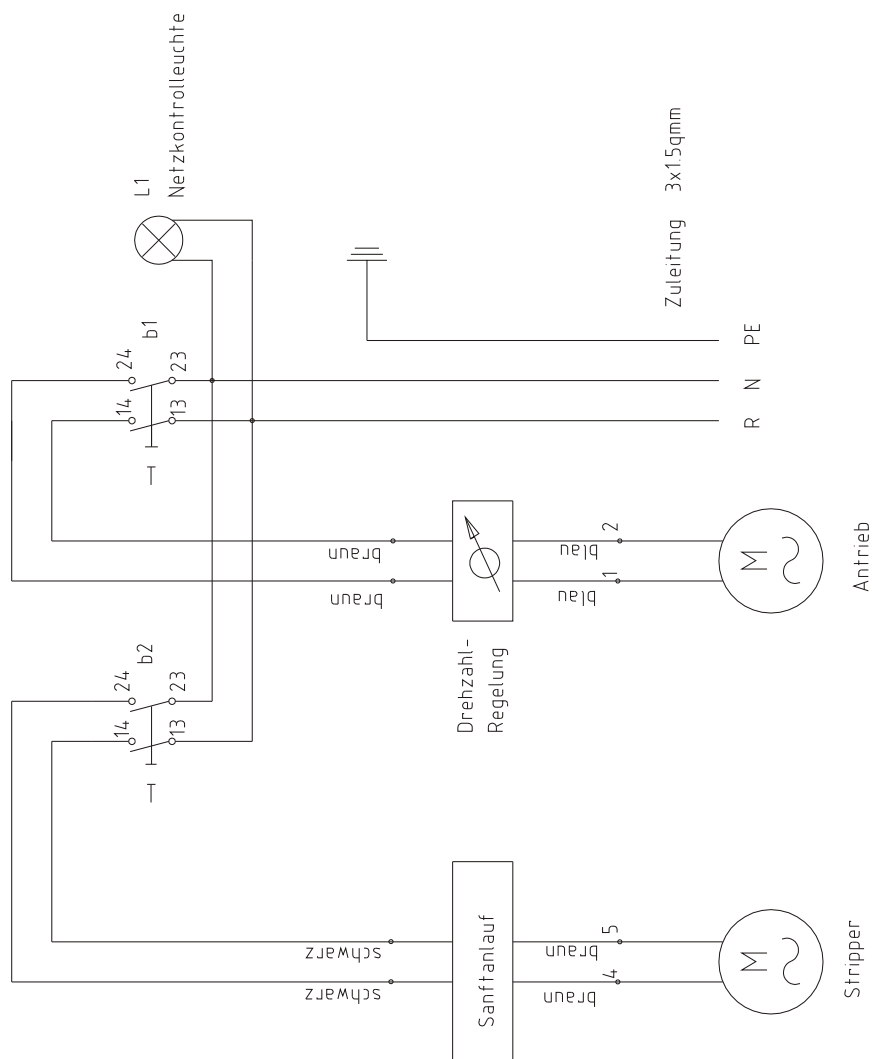 L1
Netzkontrolleuchte
24
14
b1
23
13
T
24
14
b2
23
13
T
Zuleitung 3x1.5qmm
PE
N
R
braun
braun
blau
2
blau
1
Drehzahl-
Regelung
M
Antrieb
schwarz
schwarz
Sanftanlauf
braun
5
braun
4
M
Stripper